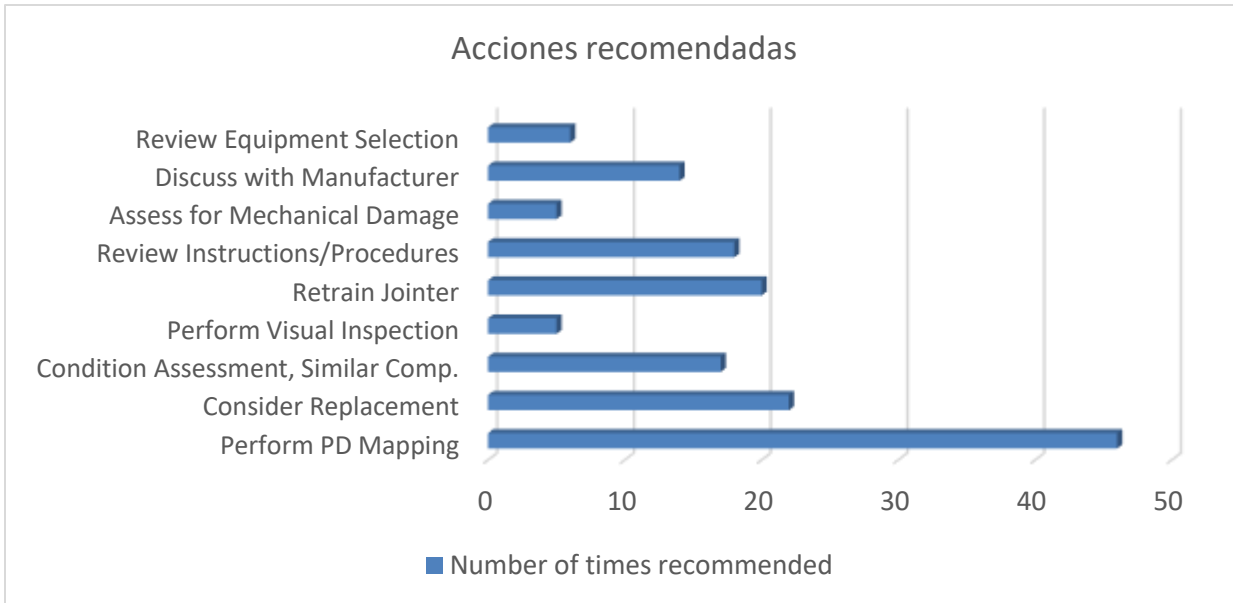 Acciones recomendadas
Review Equipment Selection
Discuss with Manufacturer
Assess for Mechanical Damage
Review Instructions/Procedures
Retrain Jointer
Perform Visual Inspection
Condition Assessment, Similar Comp.
Consider Replacement
Perform PD Mapping
0 10 20 30 40 50
Number of times recommended